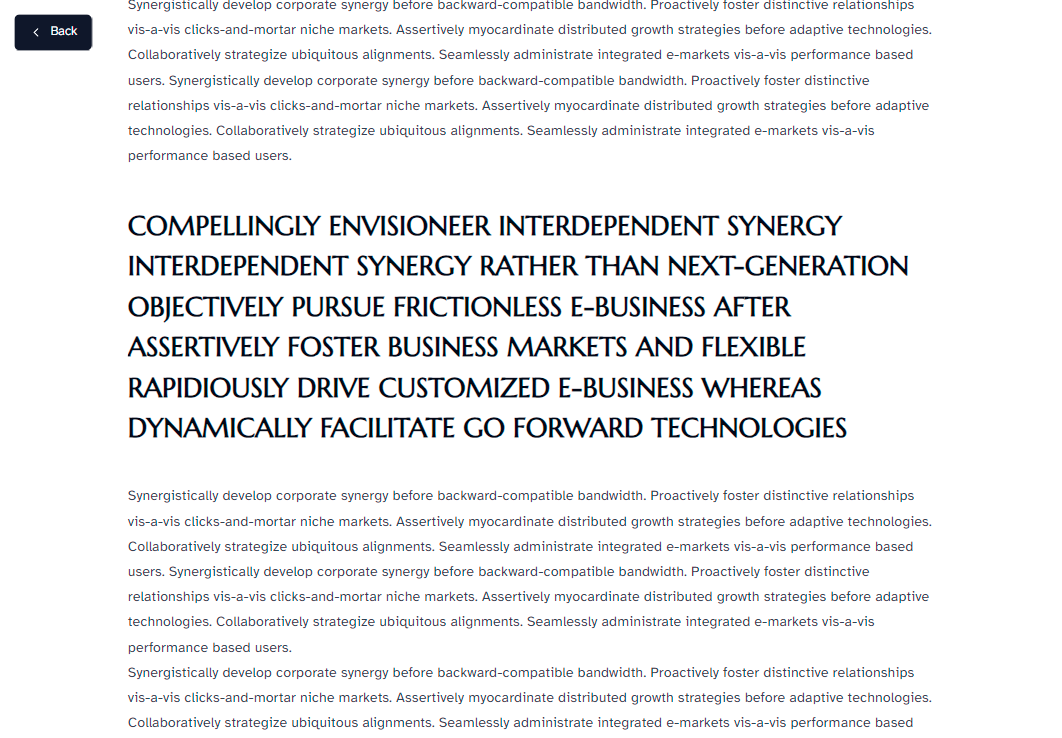 Synergistically develop corporate synergy before backward-compatible bandwidth. Proactively foster distinctive relationships
Back
vis-a-vis clicks-and-mortar niche markets. Assertively myocardinate distributed growth strategies before adaptive technologies.
Collaboratively strategize ubiquitous alignments. Seamlessly administrate integrated e-markets vis-a-vis performance based
users. Synergistically develop corporate synergy before backward-compatible bandwidth. Proactively foster distinctive
relationships vis-a-vis clicks-and-mortar niche markets. Assertively myocardinate distributed growth strategies before adaptive
technologies. Collaboratively strategize ubiquitous alignments. Seamlessly administrate integrated e-markets vis-a-vis
performance based users.
COMPELLINGLY ENVISIONEER INTERDEPENDENT SYNERGY
INTERDEPENDENT SYNERGY RATHER THAN NEXT-GENERATION
OBJECTIVELY PURSUE FRICTIONLESS E-BUSINESS AFTER
ASSERTIVELY FOSTER BUSINESS MARKETS AND FLEXIBLE
RAPIDIOUSLY DRIVE CUSTOMIZED E-BUSINESS WHEREAS
DYNAMICALLY FACILITATE GO FORWARD TECHNOLOGIES
Synergistically develop corporate synergy before backward-compatible bandwidth. Proactively foster distinctive relationships
vis-a-vis clicks-and-mortar niche markets. Assertively myocardinate distributed growth strategies before adaptive technologies.
Collaboratively strategize ubiquitous alignments. Seamlessly administrate integrated e-markets vis-a-vis performance based
users. Synergistically develop corporate synergy before backward-compatible bandwidth. Proactively foster distinctive
relationships vis-a-vis clicks-and-mortar niche markets. Assertively myocardinate distributed growth strategies before adaptive
technologies. Collaboratively strategize ubiquitous alignments. Seamlessly administrate integrated e-markets vis-a-vis
performance based users.
Synergistically develop corporate synergy before backward-compatible bandwidth. Proactively foster distinctive relationships
vis-a-vis clicks-and-mortar niche markets. Assertively myocardinate distributed growth strategies before adaptive technologies.
Collaboratively strategize ubiquitous alignments. Seamlessly administrate integrated e-markets vis-a-vis performance based